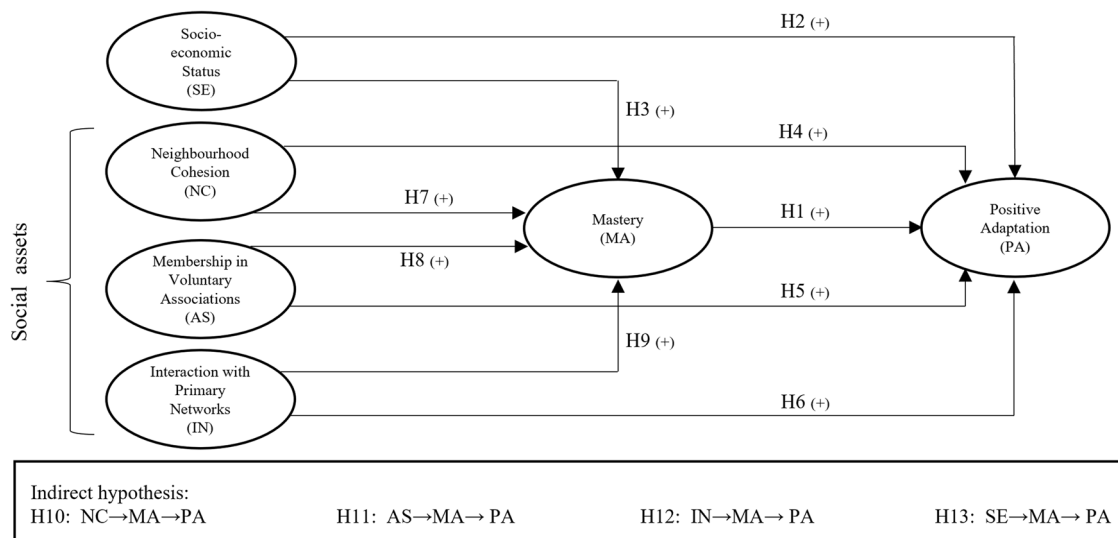 Socio-
economic
Status
(SE)
H2 (+)
H3 (+)
Social assets
Neighbourhood
Cohesion
(NC)
H4 (+)
H7 (+)
Mastery
(MA)
H1 (+)
Positive
Adaptation
(PA)
H8 (+)
Membership in
Voluntary
Associations
(AS)
H5 (+)
H9 (+)
Interaction with
Primary
Networks
(IN)
H6 (+)
Indirect hypothesis:
H10: NC→MA→PA H11: AS→MA→ PA H12: IN→MA→ PA H13: SE→MA→ PA